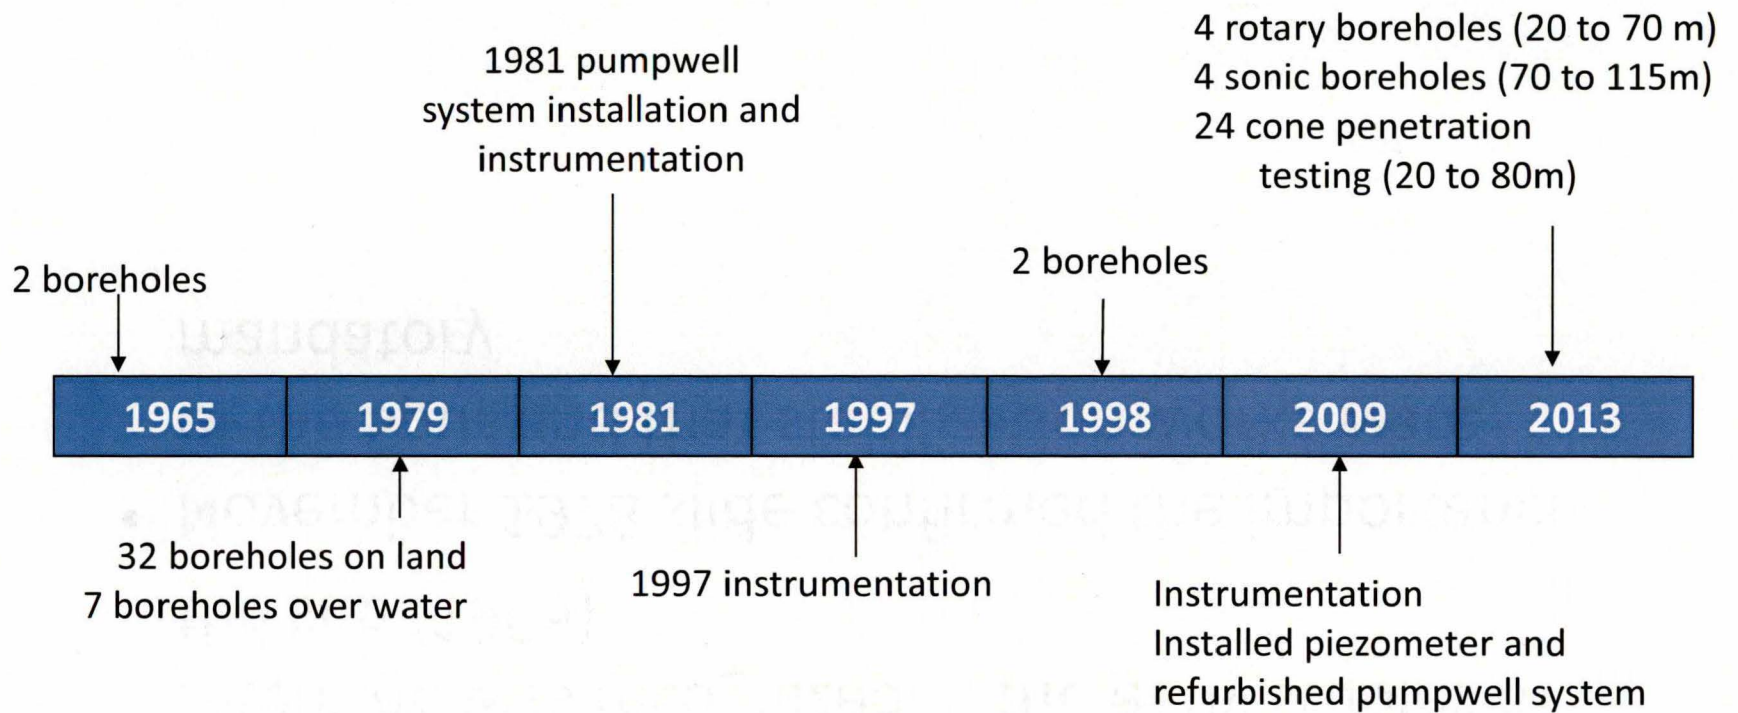 4 rotary boreholes (20 to 70 m)
4 sonic boreholes (70 to 115m)
24 cone penetration
testing (20 to 80m)
1981 pumpwell
system installation and
instrumentation
2 boreholes
2 boreholes
mandatory
1965
1979
1981
1997
1998
2009
2013
32 boreholes on land
7 boreholes over water
1997 instrumentation
Instrumentation
Installed piezometer and
refurbished pumpwell system